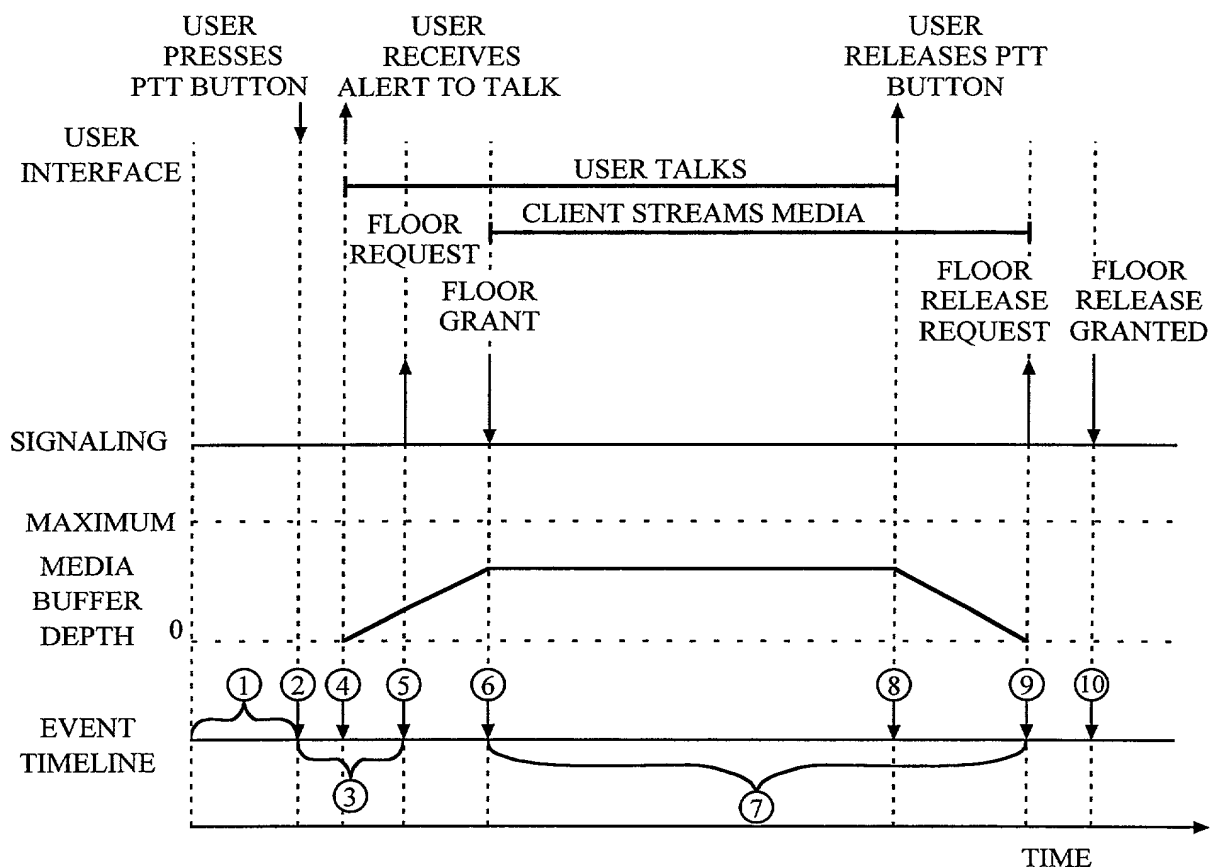 USER
PRESSES
PTT BUTTON
USER
RECEIVES
ALERT TO TALK
USER
RELEASES PTT
BUTTON
USER
INTERFACE
USER TALKS
CLIENT STREAMS MEDIA
FLOOR
REQUEST
FLOOR
GRANT
FLOOR
RELEASE
REQUEST
FLOOR
RELEASE
GRANTED
SIGNALING
MAXIMUM
MEDIA
BUFFER
DEPTH 0
1 2 4 5 6 8 9 10
EVENT
TIMELINE
3 7
TIME